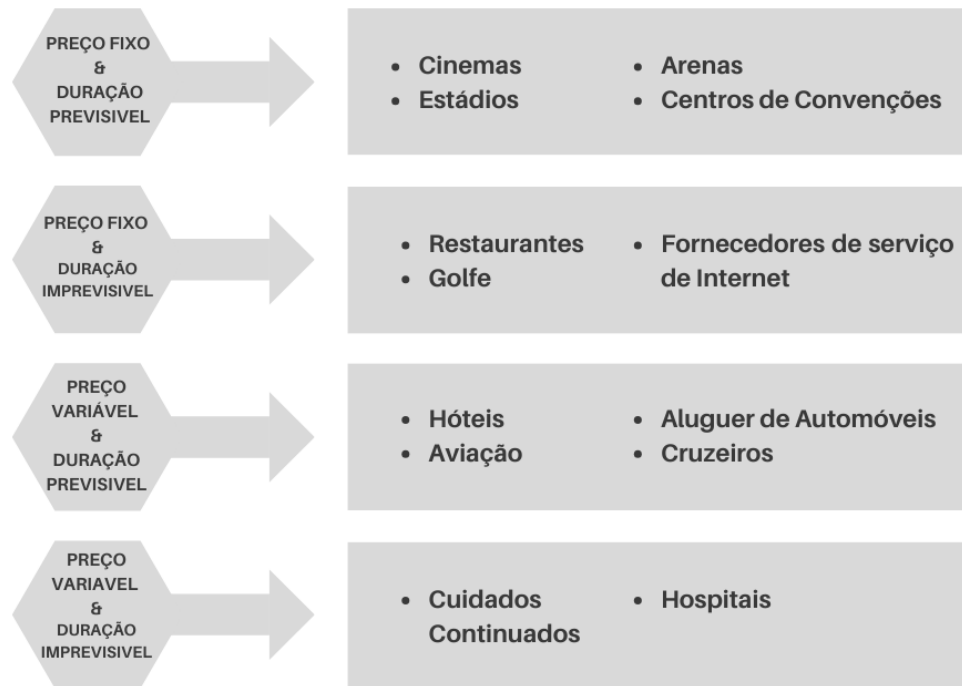 PREÇO FIXO
&
DURAÇÃO
PREVISIVEL
• Cinemas
• Estádios
• Arenas
• Centros de Convenções
PREÇO FIXO
&
DURAÇÃO
IMPREVISIVEL
• Restaurantes
• Golfe
• Fornecedores de serviço
de Internet
PREÇO
VARIÁVEL
&
DURAÇÃO
PREVISIVEL
• Hóteis
• Aviação
• Aluguer de Automóveis
• Cruzeiros
PREÇO
VARIAVEL
&
DURAÇÃO
IMPREVISIVEL
• Cuidados
Continuados
• Hospitais